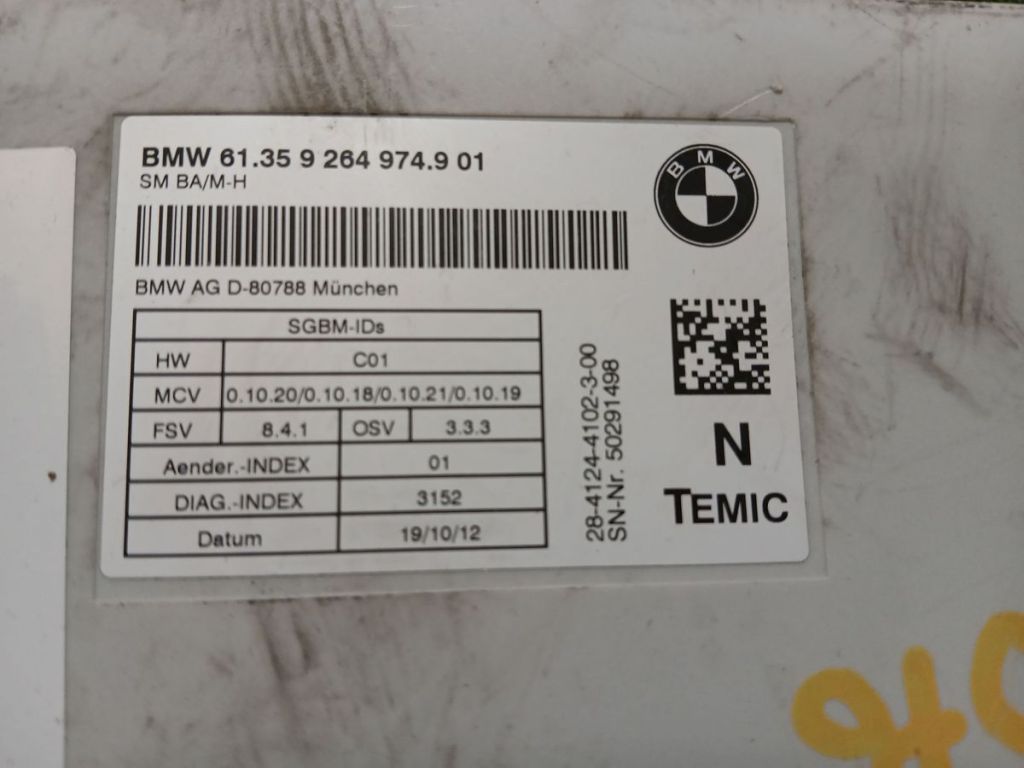 BMW 61.35 9 264 974.9 01
SM BA/M-H
BMW
BMW AG D-80788 München
SGBM-IDs
HW C01
MCV 0.10.20/0.10.18/0.10.21/0.10.19
FSV 8.4.1 OSV 3.3.3
Aender.-INDEX 01
DIAG.-INDEX 3152
Datum 19/10/12
28-4124-4102-3-00
SN-Nr. 50291498
N
TEMIC